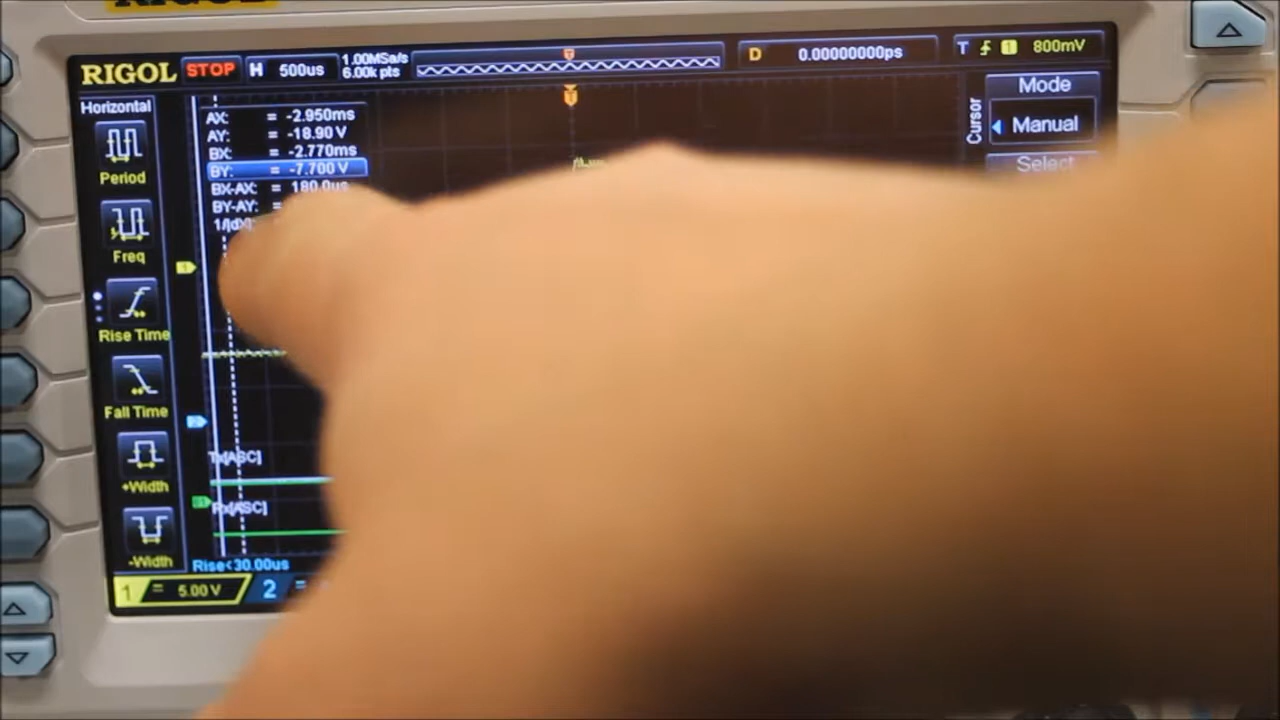 RIGOL
RIGOL STOP H 500us 1.00MSa/s 6.00k pts D 0.00000000ps T 1 800mV
Horizontal
Period
Freq
Rise Time
Fall Time
+Width
-Width
AX: = -2.950ms
AY: = -18.90 V
BX: = -2.770ms
BY: = -7.700 V
BX-AX: = 180.0us
BY-AY: =
1/|dX|:
Cursor
Mode
Manual
Select
Tx[ASC]
Rx[ASC]
Rise<30.00us
1 = 5.00 V 2 =